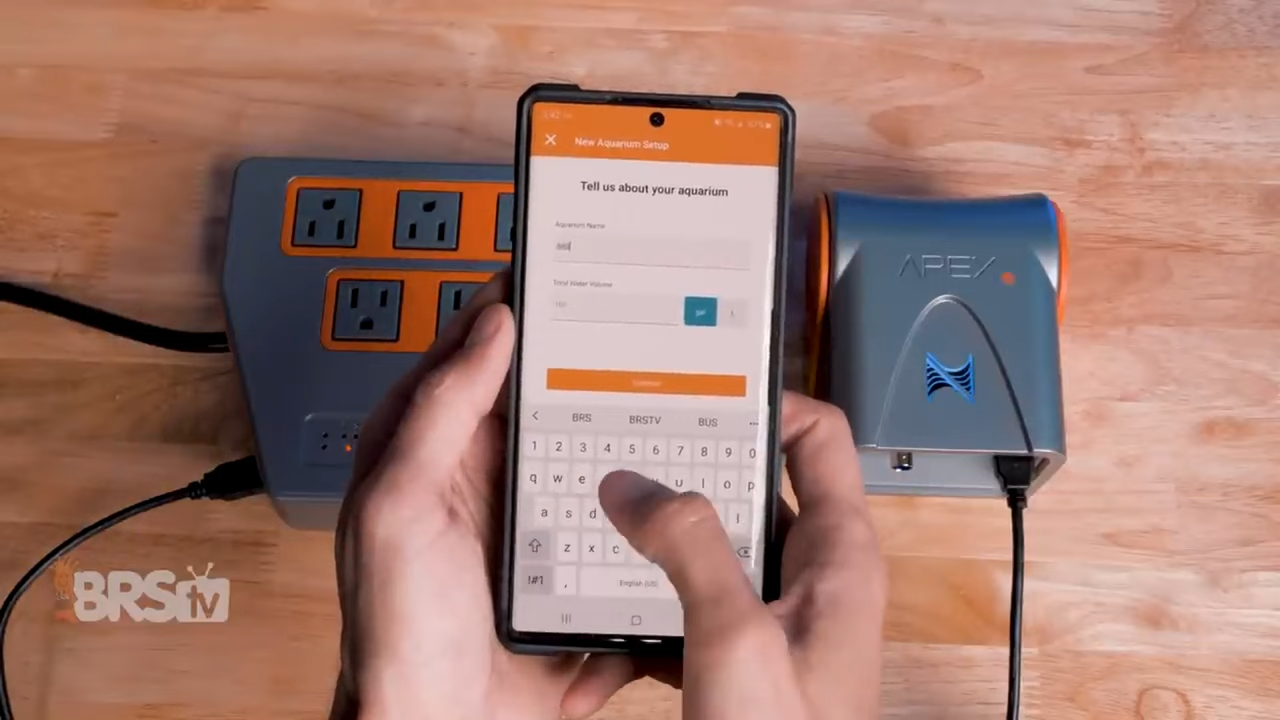 New Aquarium Setup
Tell us about your aquarium
Aquarium Name
Total Water Volume
gal
APEX
BRS BRSTV BUS
1 2 3 4 5 6 7 8 9 0
q w e u i o p
a s d l
z x c
!#1 , English (US)
BRStv